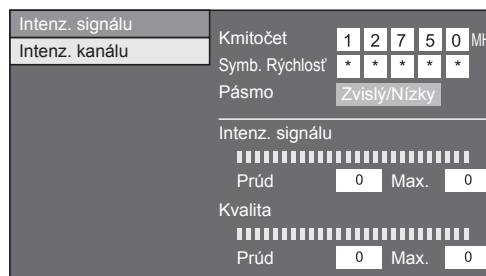 Intenz. signálu
Intenz. kanálu
Kmitočet 1 2 7 5 0 MH
Symb. Rýchlosť * * * * *
Pásmo Zvislý/Nízky
Intenz. signálu
Prúd 0 Max. 0
Kvalita
Prúd 0 Max. 0